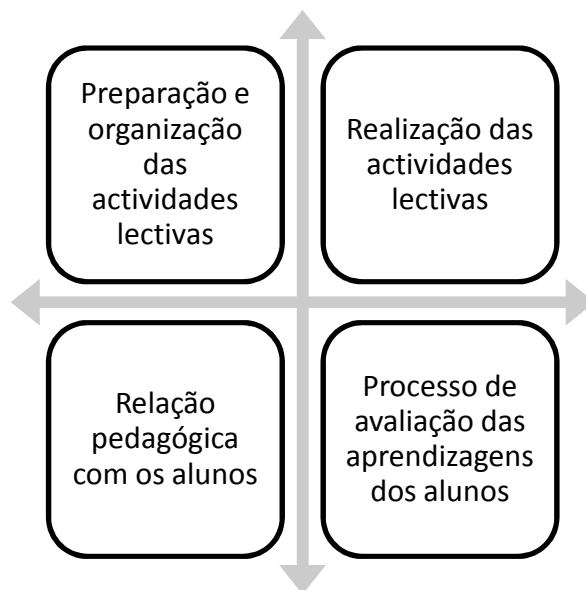 Preparação e
organização
das
actividades
lectivas
Realização das
actividades
lectivas
Relação
pedagógica
com os alunos
Processo de
avaliação das
aprendizagens
dos alunos